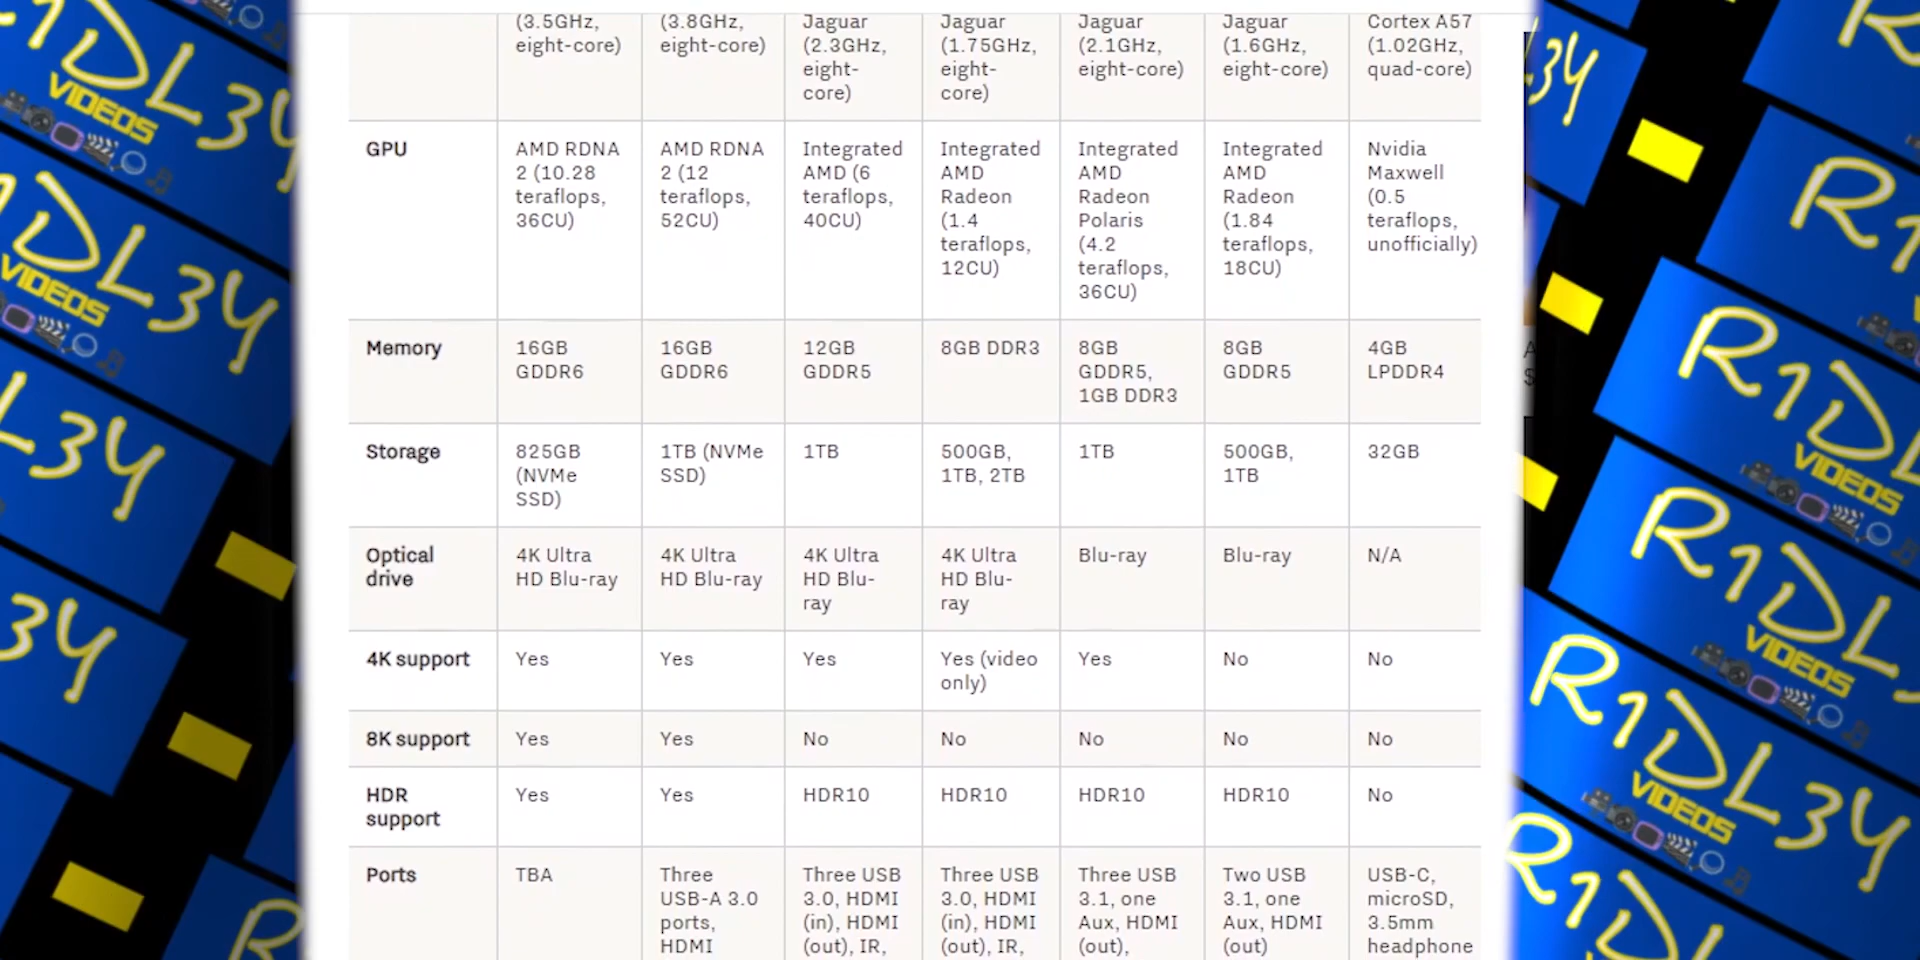 (3.5GHz,
eight-core)
(3.8GHz,
eight-core)
Jaguar
(2.3GHz,
eight-
core)
Jaguar
(1.75GHz,
eight-
core)
Jaguar
(2.1GHz,
eight-core)
Jaguar
(1.6GHz,
eight-core)
Cortex A57
(1.02GHz,
quad-core)
GPU
AMD RDNA
2 (10.28
teraflops,
36CU)
AMD RDNA
2 (12
teraflops,
52CU)
Integrated
AMD (6
teraflops,
40CU)
Integrated
AMD
Radeon
(1.4
teraflops,
12CU)
Integrated
AMD
Radeon
Polaris
(4.2
teraflops,
36CU)
Integrated
AMD
Radeon
(1.84
teraflops,
18CU)
Nvidia
Maxwell
(0.5
teraflops,
unofficially)
Memory
16GB
GDDR6
16GB
GDDR6
12GB
GDDR5
8GB DDR3
8GB
GDDR5,
1GB DDR3
8GB
GDDR5
4GB
LPDDR4
Storage
825GB
(NVMe
SSD)
1TB (NVMe
SSD)
1TB
500GB,
1TB, 2TB
1TB
500GB,
1TB
32GB
Optical
drive
4K Ultra
HD Blu-ray
4K Ultra
HD Blu-ray
4K Ultra
HD Blu-
ray
4K Ultra
HD Blu-
ray
Blu-ray
Blu-ray
N/A
4K support
Yes
Yes
Yes
Yes (video
only)
Yes
No
No
8K support
Yes
Yes
No
No
No
No
No
HDR
support
Yes
Yes
HDR10
HDR10
HDR10
HDR10
No
Ports
TBA
Three
USB-A 3.0
ports,
HDMI
Three USB
3.0, HDMI
(in), HDMI
(out), IR,
Three USB
3.0, HDMI
(in), HDMI
(out), IR,
Three USB
3.1, one
Aux, HDMI
(out),
Two USB
3.1, one
Aux, HDMI
(out)
USB-C,
microSD,
3.5mm
headphone
R1DL3Y
VIDEOS